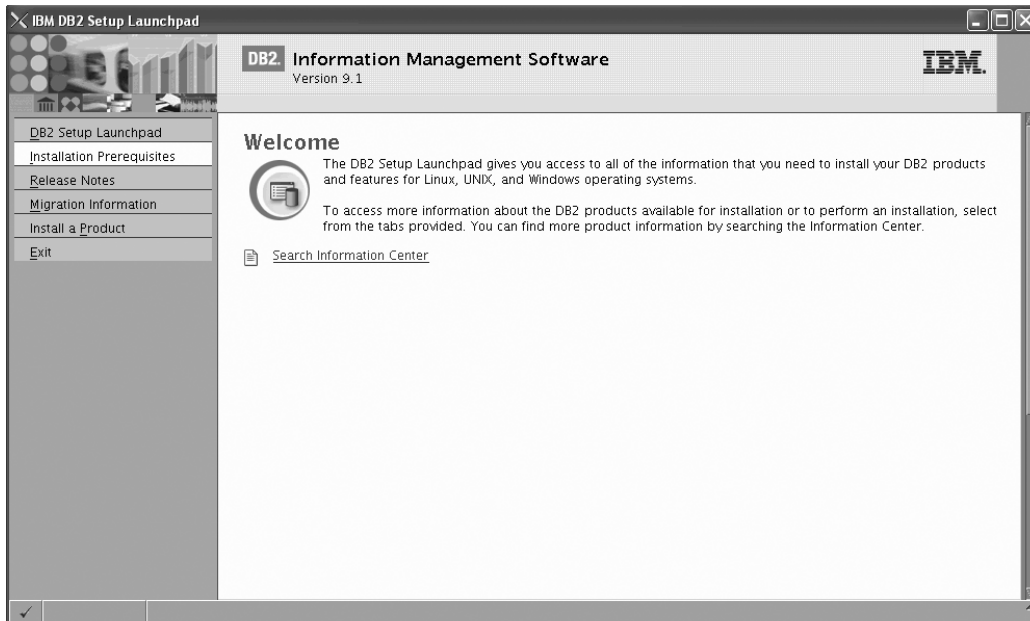 IBM DB2 Setup Launchpad
DB2. Information Management Software
Version 9.1
IBM.
DB2 Setup Launchpad
Installation Prerequisites
Release Notes
Migration Information
Install a Product
Exit
Welcome
The DB2 Setup Launchpad gives you access to all of the information that you need to install your DB2 products
and features for Linux, UNIX, and Windows operating systems.
To access more information about the DB2 products available for installation or to perform an installation, select
from the tabs provided. You can find more product information by searching the Information Center.
Search Information Center